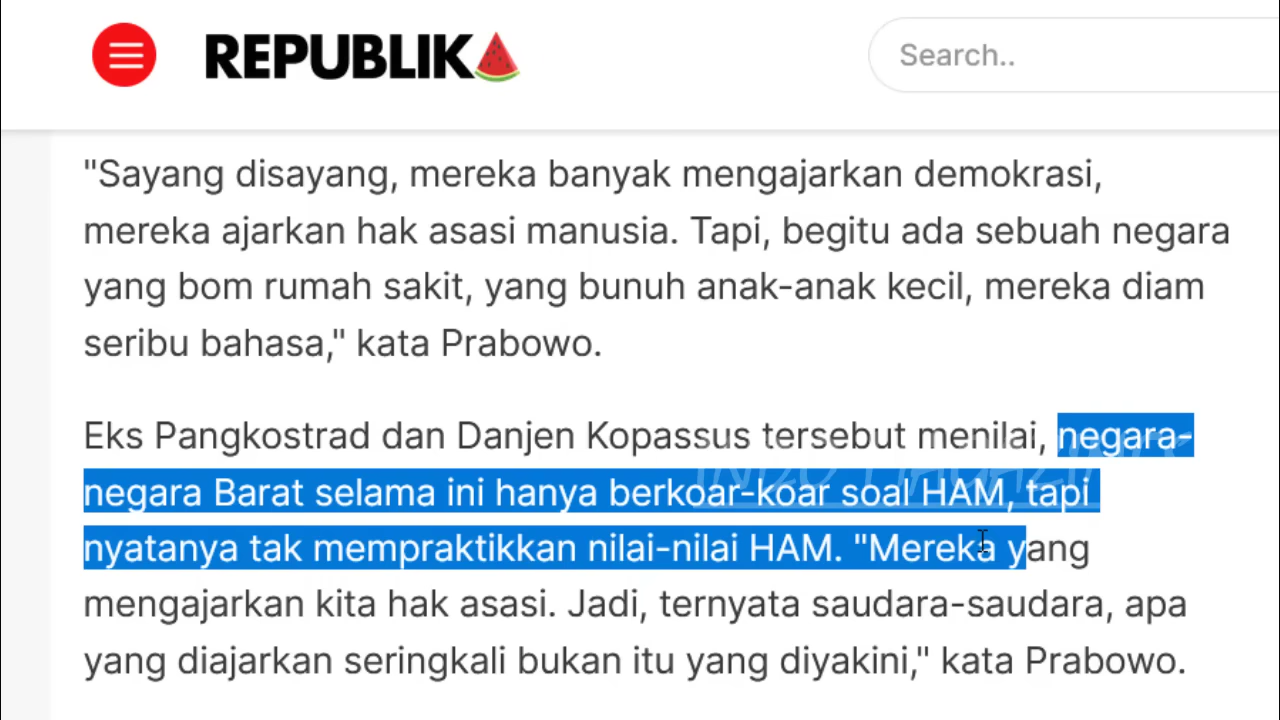 REPUBLIK
Search..
"Sayang disayang, mereka banyak mengajarkan demokrasi,
mereka ajarkan hak asasi manusia. Tapi, begitu ada sebuah negara
yang bom rumah sakit, yang bunuh anak-anak kecil, mereka diam
seribu bahasa," kata Prabowo.
Eks Pangkostrad dan Danjen Kopassus tersebut menilai, negara-
negara Barat selama ini hanya berkoar-koar soal HAM, tapi
nyatanya tak mempraktikkan nilai-nilai HAM. "Mereka yang
mengajarkan kita hak asasi. Jadi, ternyata saudara-saudara, apa
yang diajarkan seringkali bukan itu yang diyakini," kata Prabowo.